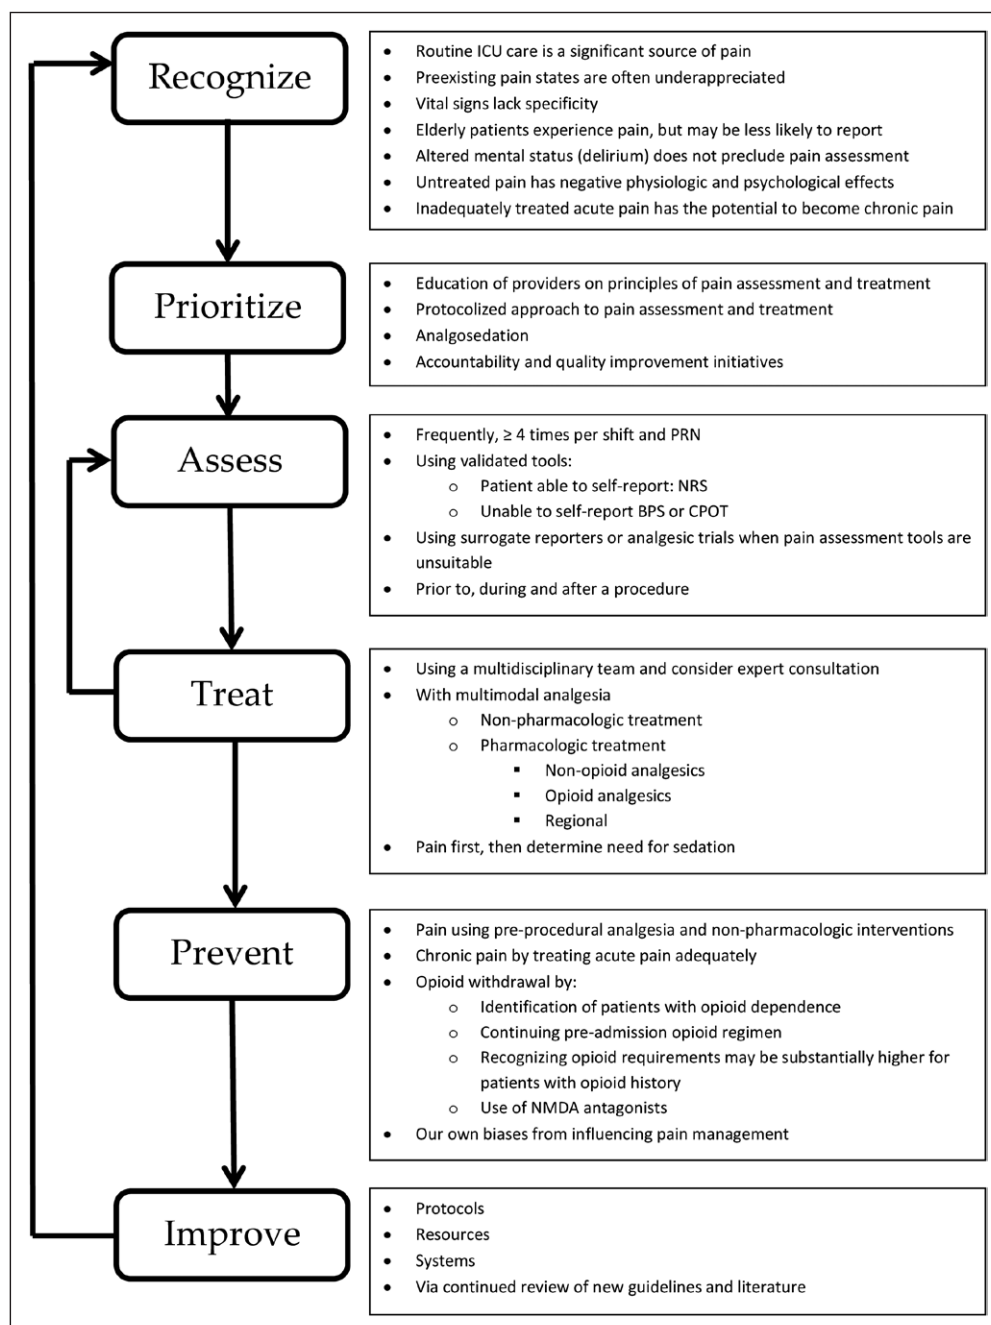 Recognize
• Routine ICU care is a significant source of pain
• Preexisting pain states are often underappreciated
• Vital signs lack specificity
• Elderly patients experience pain, but may be less likely to report
• Altered mental status (delirium) does not preclude pain assessment
• Untreated pain has negative physiologic and psychological effects
• Inadequately treated acute pain has the potential to become chronic pain
Prioritize
• Education of providers on principles of pain assessment and treatment
• Protocolized approach to pain assessment and treatment
• Analgosedation
• Accountability and quality improvement initiatives
Assess
• Frequently, ≥ 4 times per shift and PRN
• Using validated tools:
o Patient able to self-report: NRS
o Unable to self-report BPS or CPOT
• Using surrogate reporters or analgesic trials when pain assessment tools are
unsuitable
• Prior to, during and after a procedure
Treat
• Using a multidisciplinary team and consider expert consultation
• With multimodal analgesia
o Non-pharmacologic treatment
o Pharmacologic treatment
▪ Non-opioid analgesics
▪ Opioid analgesics
▪ Regional
• Pain first, then determine need for sedation
Prevent
• Pain using pre-procedural analgesia and non-pharmacologic interventions
• Chronic pain by treating acute pain adequately
• Opioid withdrawal by:
o Identification of patients with opioid dependence
o Continuing pre-admission opioid regimen
o Recognizing opioid requirements may be substantially higher for
patients with opioid history
o Use of NMDA antagonists
• Our own biases from influencing pain management
Improve
• Protocols
• Resources
• Systems
• Via continued review of new guidelines and literature